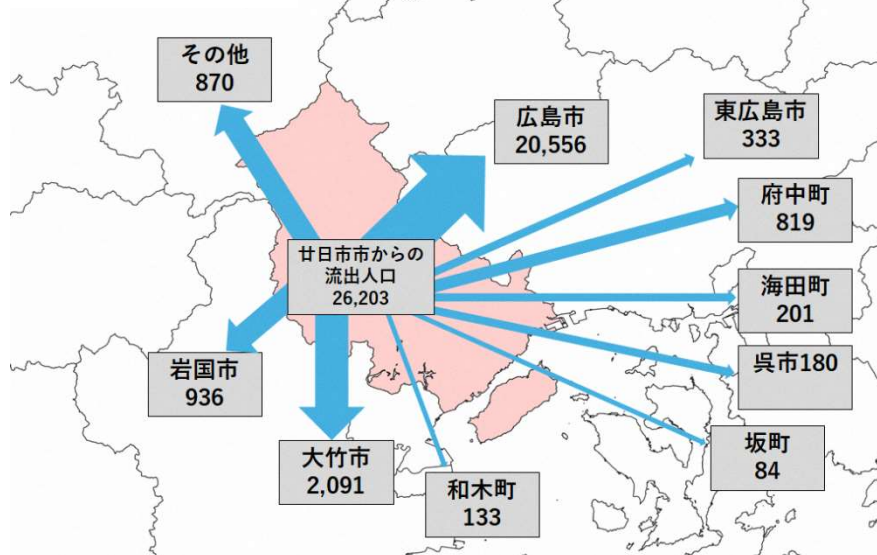 その他
870
広島市
20,556
東広島市
333
府中町
819
廿日市市からの
流出人口
26,203
海田町
201
岩国市
936
呉市180
大竹市
2,091
坂町
84
和木町
133